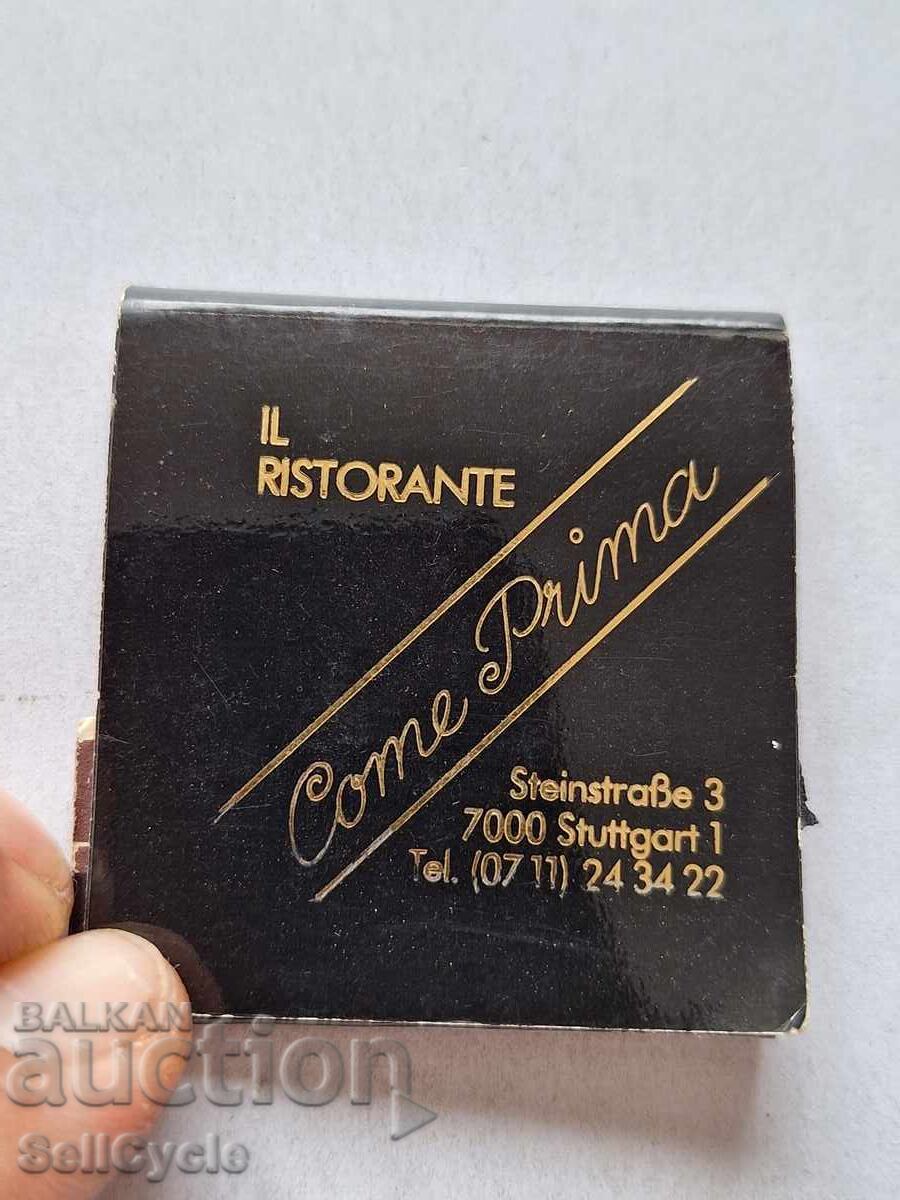 IL
RISTORANTE
Come Prima
Steinstraße 3
7000 Stuttgart 1
Tel. (07 11) 24 34 22
BALKAN
auction
SellCycle